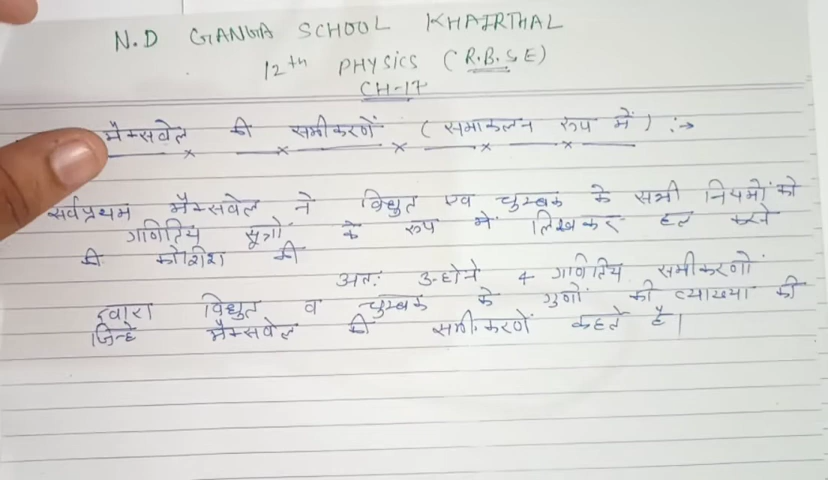 N.D GANGA SCHOOL KHAIRTHAL
12th PHYSICS (R.B.S.E)
CH-17
मैक्सवेल की समीकरणें (समाकलन रूप में) :→
सर्वप्रथम मैक्सवेल ने विधुत एवं चुम्बक के सभी नियमों को
गणितिय सूत्रों के रूप में लिखकर हल करने
की कोशिश की
अतः उन्होने 4 गणितिय समीकरणों
द्वारा विधुत व चुम्बक के गुणों की व्याख्या की
जिन्हे मैक्सवेल की समीकरणें कहते है।